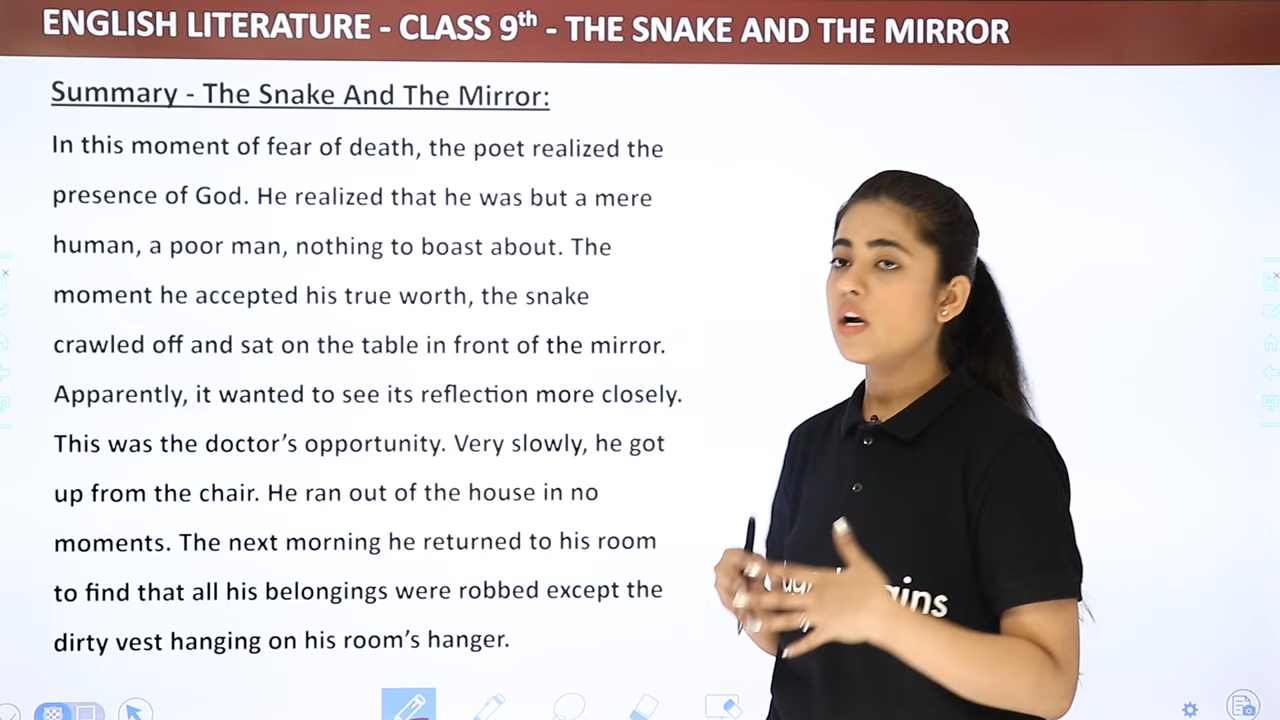 ENGLISH LITERATURE - CLASS 9th - THE SNAKE AND THE MIRROR
Summary - The Snake And The Mirror:
In this moment of fear of death, the poet realized the
presence of God. He realized that he was but a mere
human, a poor man, nothing to boast about. The
moment he accepted his true worth, the snake
crawled off and sat on the table in front of the mirror.
Apparently, it wanted to see its reflection more closely.
This was the doctor’s opportunity. Very slowly, he got
up from the chair. He ran out of the house in no
moments. The next morning he returned to his room
to find that all his belongings were robbed except the
dirty vest hanging on his room’s hanger.